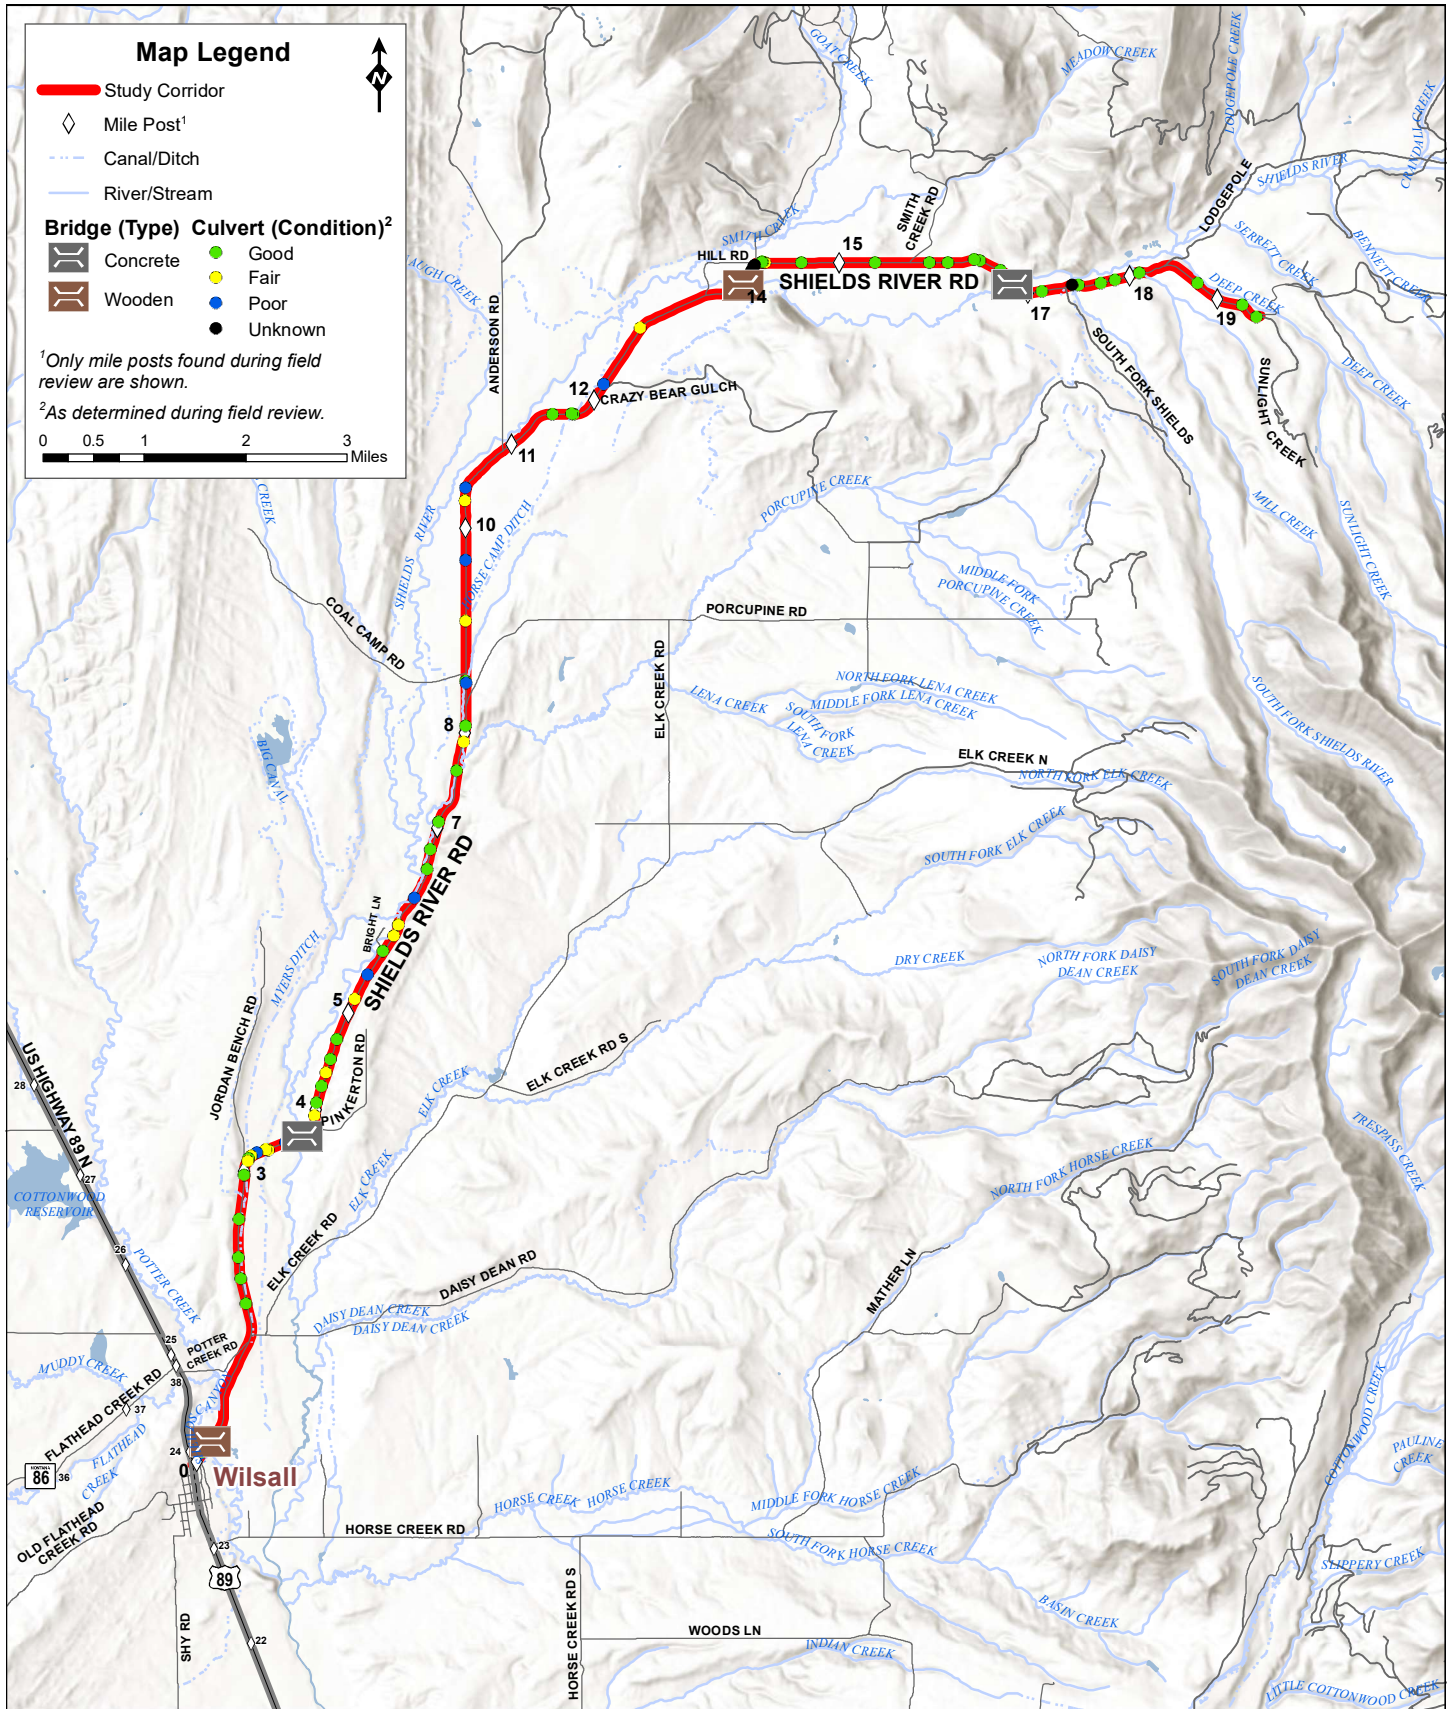 Map Legend
N
Study Corridor
Mile Post1
Canal/Ditch
River/Stream
Bridge (Type) Culvert (Condition)2
Concrete
Wooden
Good
Fair
Poor
Unknown
1Only mile posts found during field
review are shown.
2As determined during field review.
0 0.5 1 2 3 Miles
GOAT CREEK
MEADOW CREEK
LODGEPOLE CREEK
CRANDALL CREEK
SHIELDS RIVER
LODGEPOLE
SMITH
CREEK RD
SMITH CREEK
HILL RD
15
SHIELDS RIVER RD
14
17
18
19
SERRETT CREEK
BENNETT CREEK
DEEP CREEK
DEEP CREEK
SOUTH FORK SHIELDS
SUNLIGHT CREEK
ANDERSON RD
12
CRAZY BEAR GULCH
11
10
SHIELDS RIVER
PORCUPINE CREEK
MILL CREEK
SUNLIGHT CREEK
MIDDLE FORK
PORCUPINE CREEK
COAL CAMP RD
PORCUPINE RD
ELK CREEK RD
NORTH FORK LENA CREEK
MIDDLE FORK LENA CREEK
LENA CREEK
SOUTH FORK
LENA CREEK
SOUTH FORK SHIELDS RIVER
8
BIG CANAL
ELK CREEK N
NORTH FORK ELK CREEK
7
SOUTH FORK ELK CREEK
SHIELDS RIVER RD
BRIGHT LN
MYERS DITCH
DRY CREEK
NORTH FORK DAISY
DEAN CREEK
SOUTH FORK DAISY
DEAN CREEK
5
JORDAN BENCH RD
PINKERTON RD
ELK CREEK RD S
ELK CREEK
4
US HIGHWAY 89 N
28
27
COTTONWOOD
RESERVOIR
3
ELK CREEK
NORTH FORK HORSE CREEK
TRESPASS CREEK
26
POTTER CREEK
ELK CREEK RD
DAISY DEAN RD
MATHER LN
DAISY DEAN CREEK
DAISY DEAN CREEK
25
POTTER
CREEK RD
MUDDY CREEK
38
FLATHEAD CREEK RD
37
FLATHEAD
CREEK
24
0
Wilsall
MONTANA
86
36
OLD FLATHEAD
CREEK RD
COTTONWOOD CREEK
PAULINE
CREEK
HORSE CREEK
HORSE CREEK
MIDDLE FORK HORSE CREEK
HORSE CREEK RD
SOUTH FORK HORSE CREEK
23
89
SLIPPERY CREEK
HORSE CREEK RD S
BASIN CREEK
SHY RD
22
WOODS LN
INDIAN CREEK
LITTLE COTTONWOOD CREEK